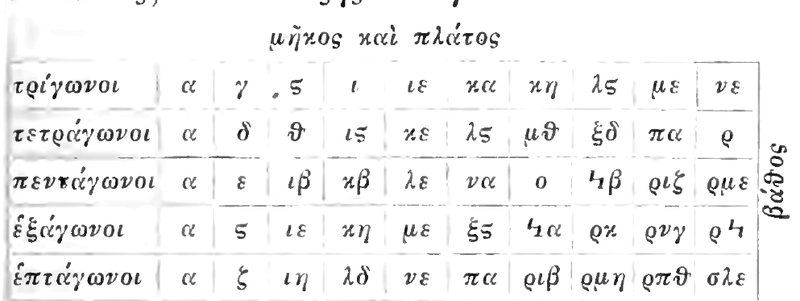 μῆκος καὶ πλάτος
τρίγωνοι α γ ϛ ι ιε κα κη λϛ με νε
τετράγωνοι α δ θ ιϛ κε λϛ μθ ξδ πα ρ
πεντάγωνοι α ε ιβ κβ λε να ο ϟβ ριζ ρμε
ἑξάγωνοι α ϛ ιε κη με ξϛ ϟα ρκ ρνγ ρϟ
ἑπτάγωνοι α ζ ιη λδ νε πα ριβ ρμη ρπθ σλε
βάθος